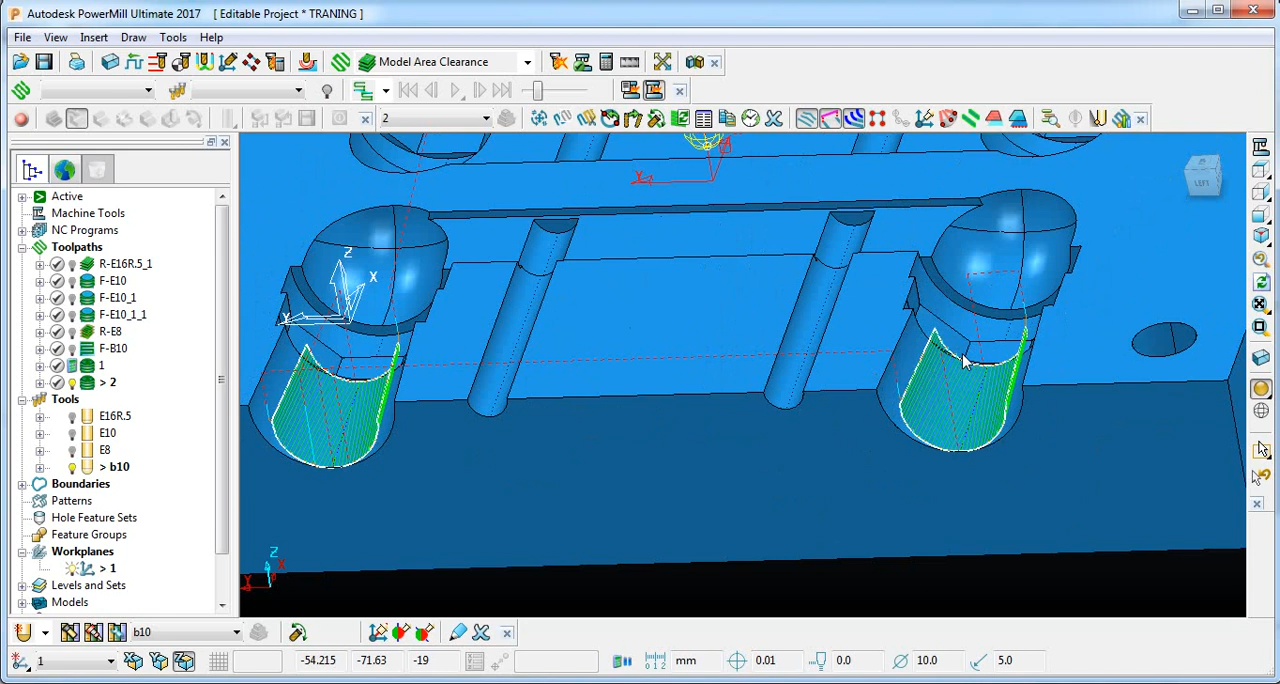 Autodesk PowerMill Ultimate 2017 [ Editable Project * TRANING ]
File View Insert Draw Tools Help
Model Area Clearance
2
Active
Machine Tools
NC Programs
Toolpaths
R-E16R.5_1
F-E10
F-E10_1
F-E10_1_1
R-E8
F-B10
1
> 2
Tools
E16R.5
E10
E8
> b10
Boundaries
Patterns
Hole Feature Sets
Feature Groups
Workplanes
> 1
Levels and Sets
Models
Z
X
Y
Y
LEFT
Z
X
Y
b10
1 -54.215 -71.63 -19 mm 0.01 0.0 10.0 5.0